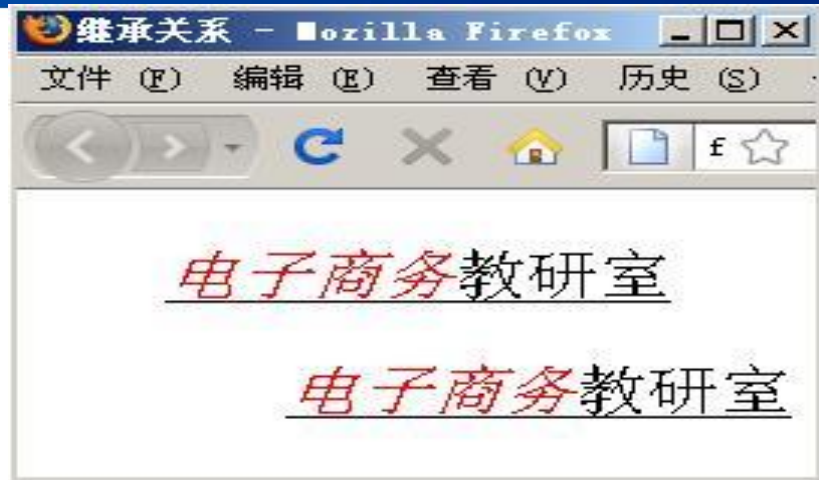 继承关系 - Mozilla Firefox
文件 (F) 编辑 (E) 查看 (V) 历史 (S)
f
电子商务教研室
电子商务教研室